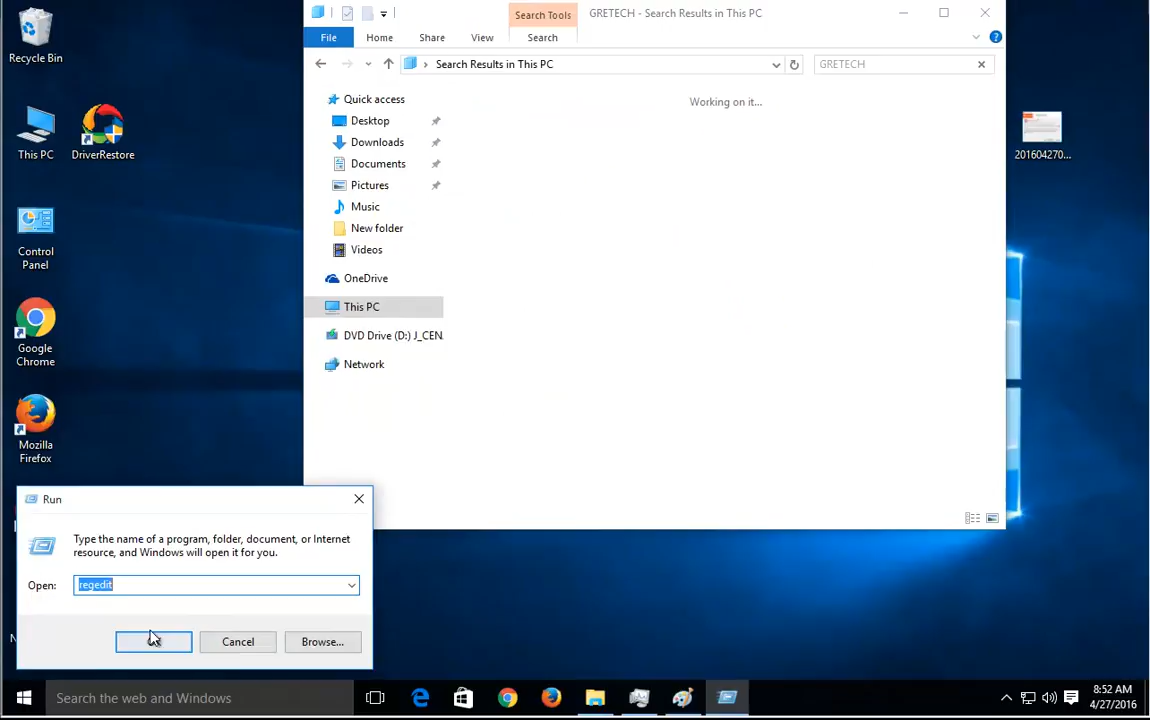 Recycle Bin
This PC
DriverRestore
Control
Panel
Google
Chrome
Mozilla
Firefox
Search Tools
GRETECH - Search Results in This PC
File
Home
Share
View
Search
Search Results in This PC
GRETECH
Quick access
Desktop
Downloads
Documents
Pictures
Music
New folder
Videos
OneDrive
This PC
DVD Drive (D:) J_CEN
Network
Working on it...
201604270...
Run
Type the name of a program, folder, document, or Internet
resource, and Windows will open it for you.
Open:
regedit
Cancel
Browse...
N
Search the web and Windows
8:52 AM
4/27/2016